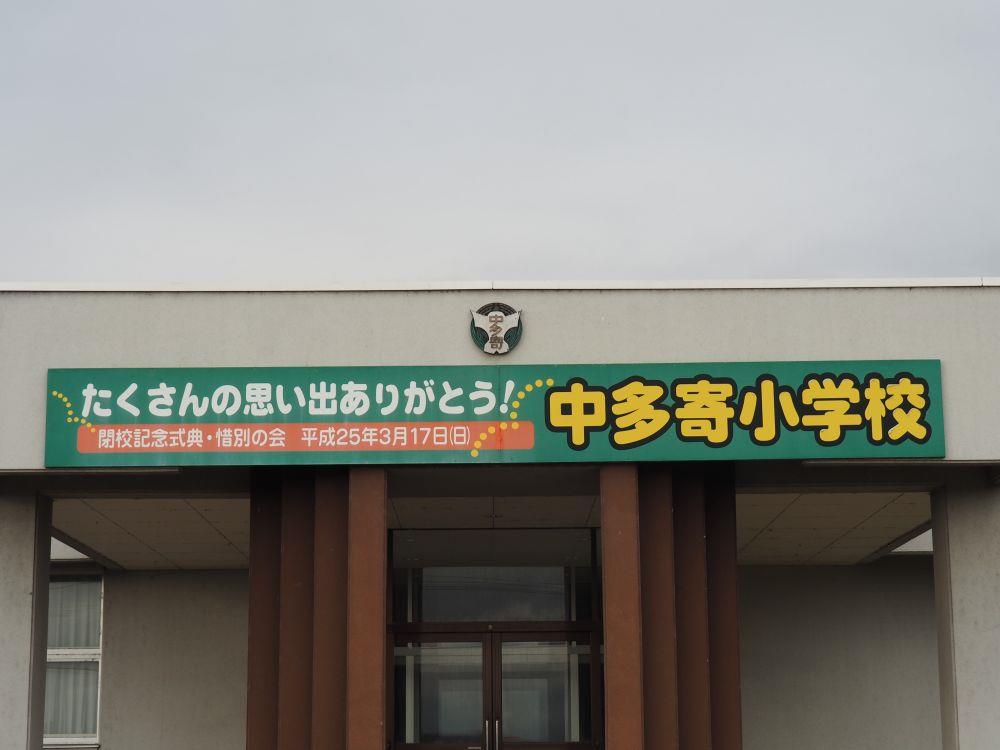 中多寄
たくさんの思い出ありがとう!
閉校記念式典・惜別の会 平成25年3月17日(日)
中多寄小学校